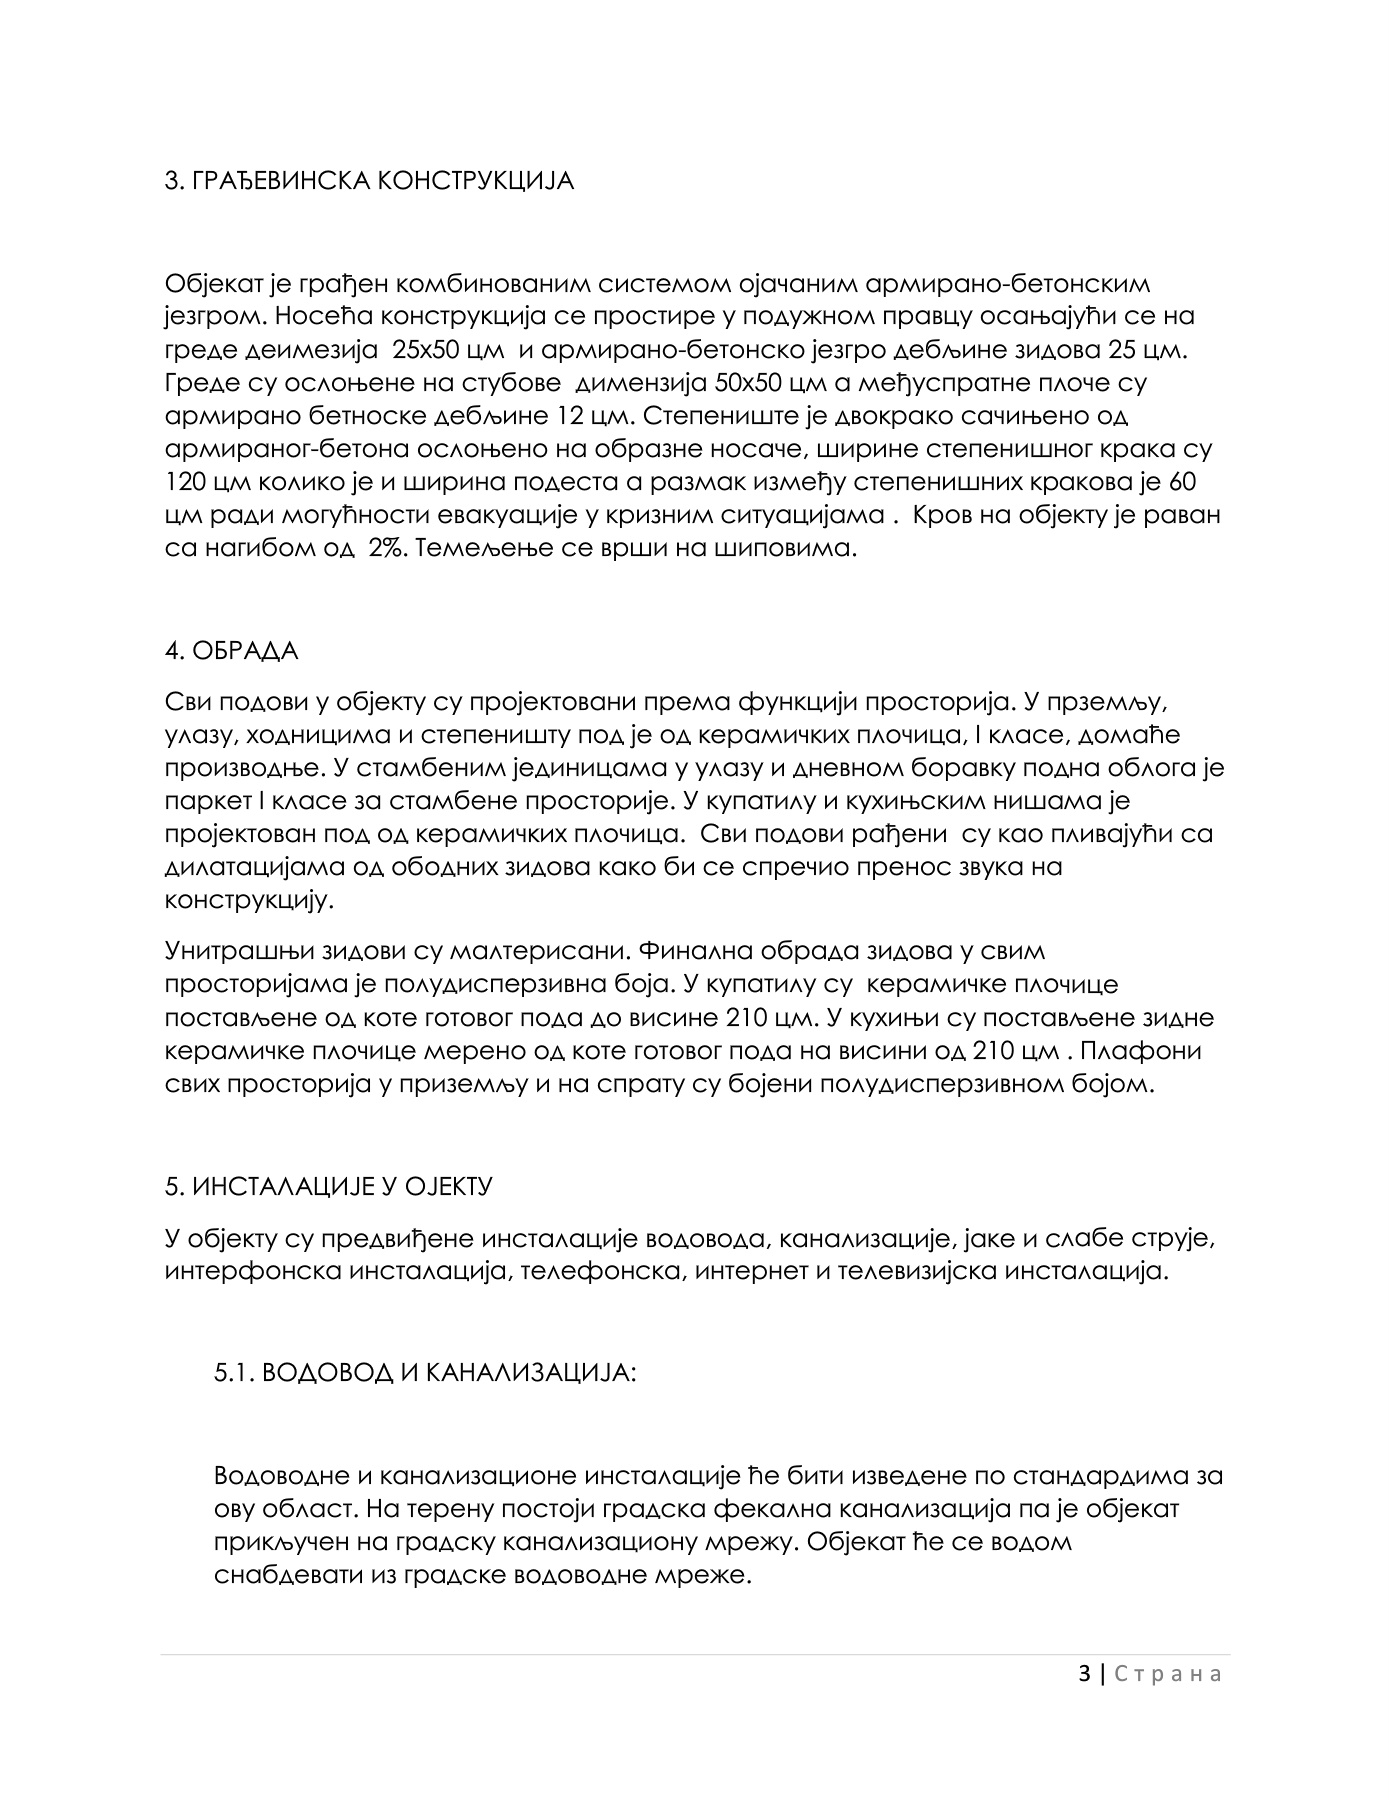 3. ГРАЂЕВИНСКА КОНСТРУКЦИЈА
Објекат је грађен комбинованим системом ојачаним армирано-бетонским
језгром. Носећа конструкција се простире у подужном правцу осањајући се на
греде деимезија  25x50 цм  и армирано-бетонско језгро дебљине зидова 25 цм.
Греде су ослоњене на стубове  димензија 50x50 цм а међуспратне плоче су
армирано бетноске дебљине 12 цм. Степениште је двокрако сачињено од
армираног-бетона ослоњено на образне носаче, ширине степенишног крака су
120 цм колико је и ширина подеста а размак између степенишних кракова је 60
цм ради могућности евакуације у кризним ситуацијама .  Кров на објекту је раван
са нагибом од  2%. Темељење се врши на шиповима.
4. ОБРАДА
Сви подови у објекту су пројектовани према функцији просторија. У прземљу,
улазу, ходницима и степеништу под је од керамичких плочица, I класе, домаће
производње. У стамбеним јединицама у улазу и дневном боравку подна облога је
паркет I класе за стамбене просторије. У купатилу и кухињским нишама је
пројектован под од керамичких плочица.  Сви подови рађени  су као пливајући са
дилатацијама од ободних зидова како би се спречио пренос звука на
конструкцију.
Унитрашњи зидови су малтерисани. Финална обрада зидова у свим
просторијама је полудисперзивна боја. У купатилу су  керамичке плочице
постављене од коте готовог пода до висине 210 цм. У кухињи су постављене зидне
керамичке плочице мерено од коте готовог пода на висини од 210 цм . Плафони
свих просторија у приземљу и на спрату су бојени полудисперзивном бојом.
5. ИНСТАЛАЦИЈЕ У ОЈЕКТУ
У објекту су предвиђене инсталације водовода, канализације, јаке и слабе струје,
интерфонска инсталација, телефонска, интернет и телевизијска инсталација.
5.1. ВОДОВОД И КАНАЛИЗАЦИЈА:
Водоводне и канализационе инсталације ће бити изведене по стандардима за
ову област. На терену постоји градска фекална канализација па је објекат
прикључен на градску канализациону мрежу. Објекат ће се водом
снабдевати из градске водоводне мреже.
3 | Страна